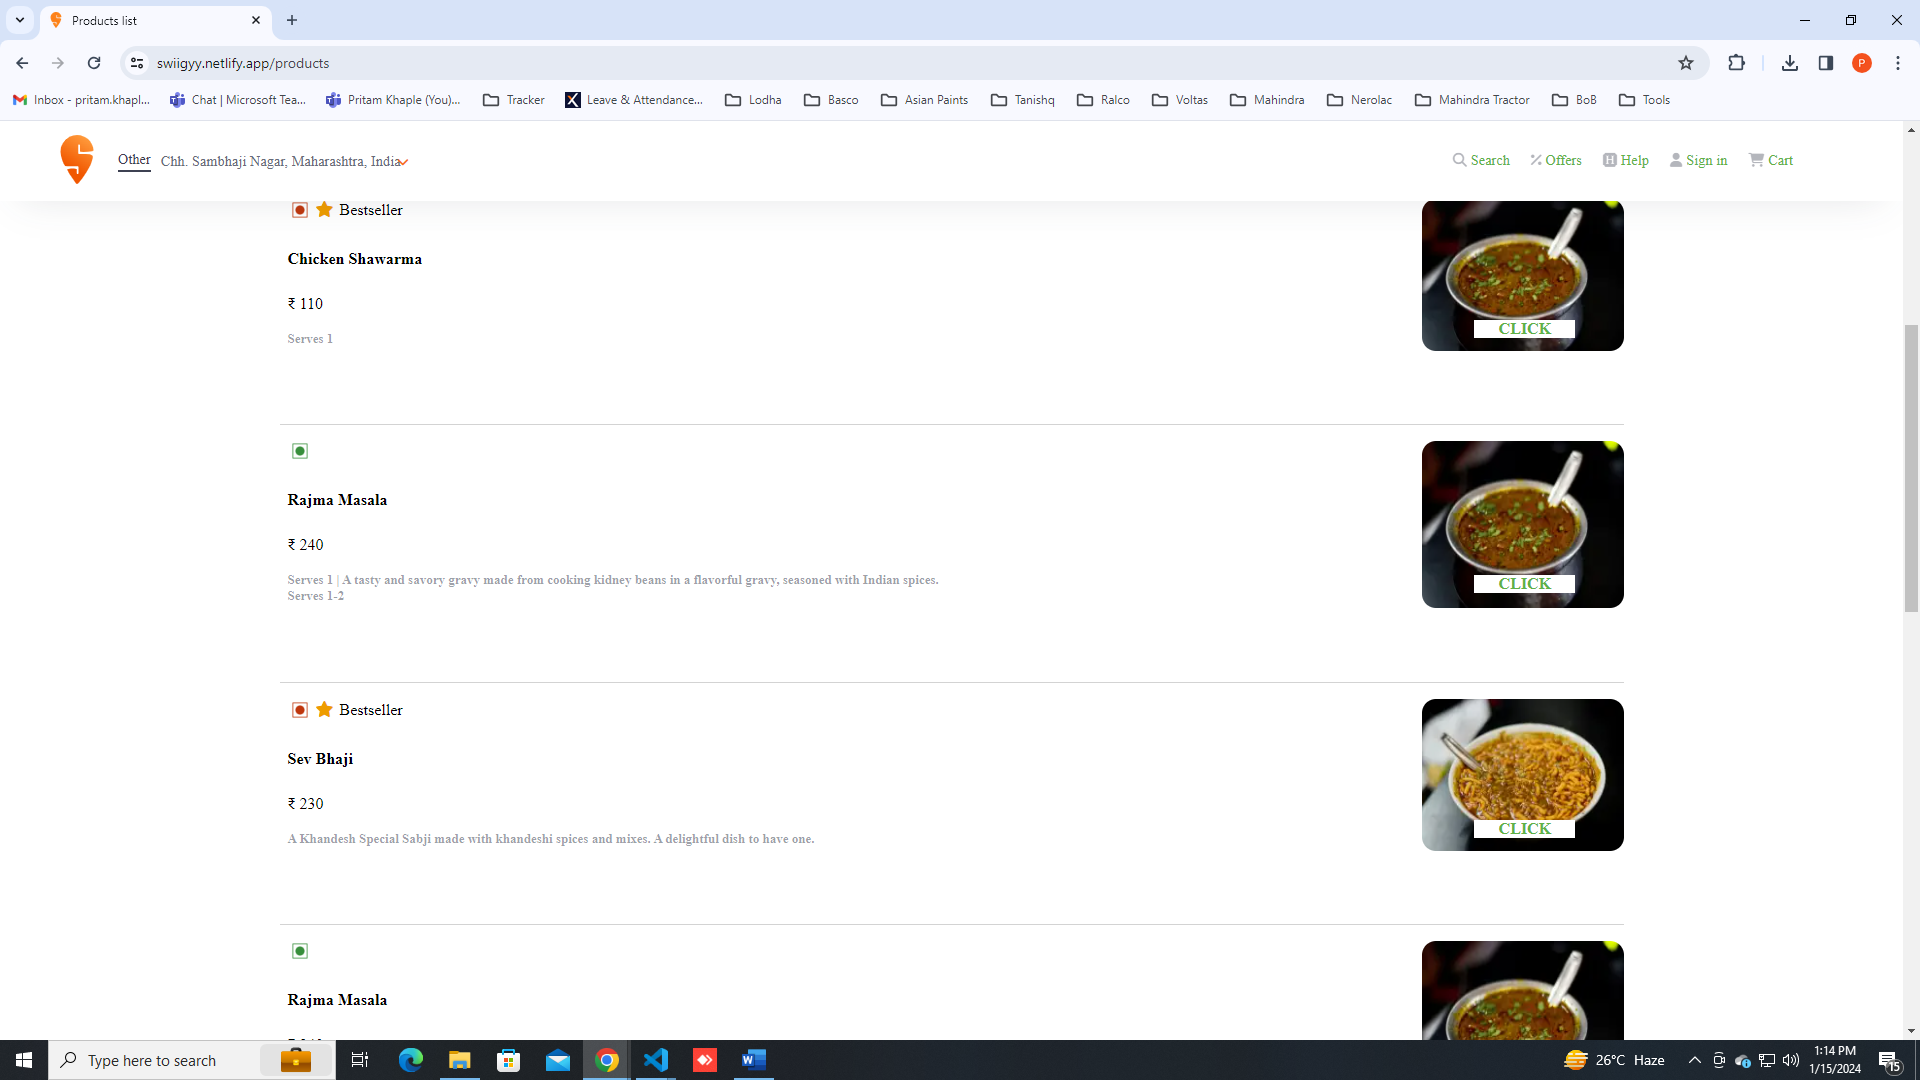 Products list
swiigyy.netlify.app/products
P
Inbox - pritam.khapl...
Chat | Microsoft Tea...
Pritam Khaple (You)...
Tracker
Leave & Attendance...
Lodha
Basco
Asian Paints
Tanishq
Ralco
Voltas
Mahindra
Nerolac
Mahindra Tractor
BoB
Tools
Other
Chh. Sambhaji Nagar, Maharashtra, India
Search
Offers
Help
Sign in
Cart
Bestseller
Chicken Shawarma
₹ 110
Serves 1
CLICK
Rajma Masala
₹ 240
Serves 1 | A tasty and savory gravy made from cooking kidney beans in a flavorful gravy, seasoned with Indian spices.
Serves 1-2
CLICK
Bestseller
Sev Bhaji
₹ 230
A Khandesh Special Sabji made with khandeshi spices and mixes. A delightful dish to have one.
CLICK
Rajma Masala
Type here to search
26°C Haze
1:14 PM
1/15/2024
15